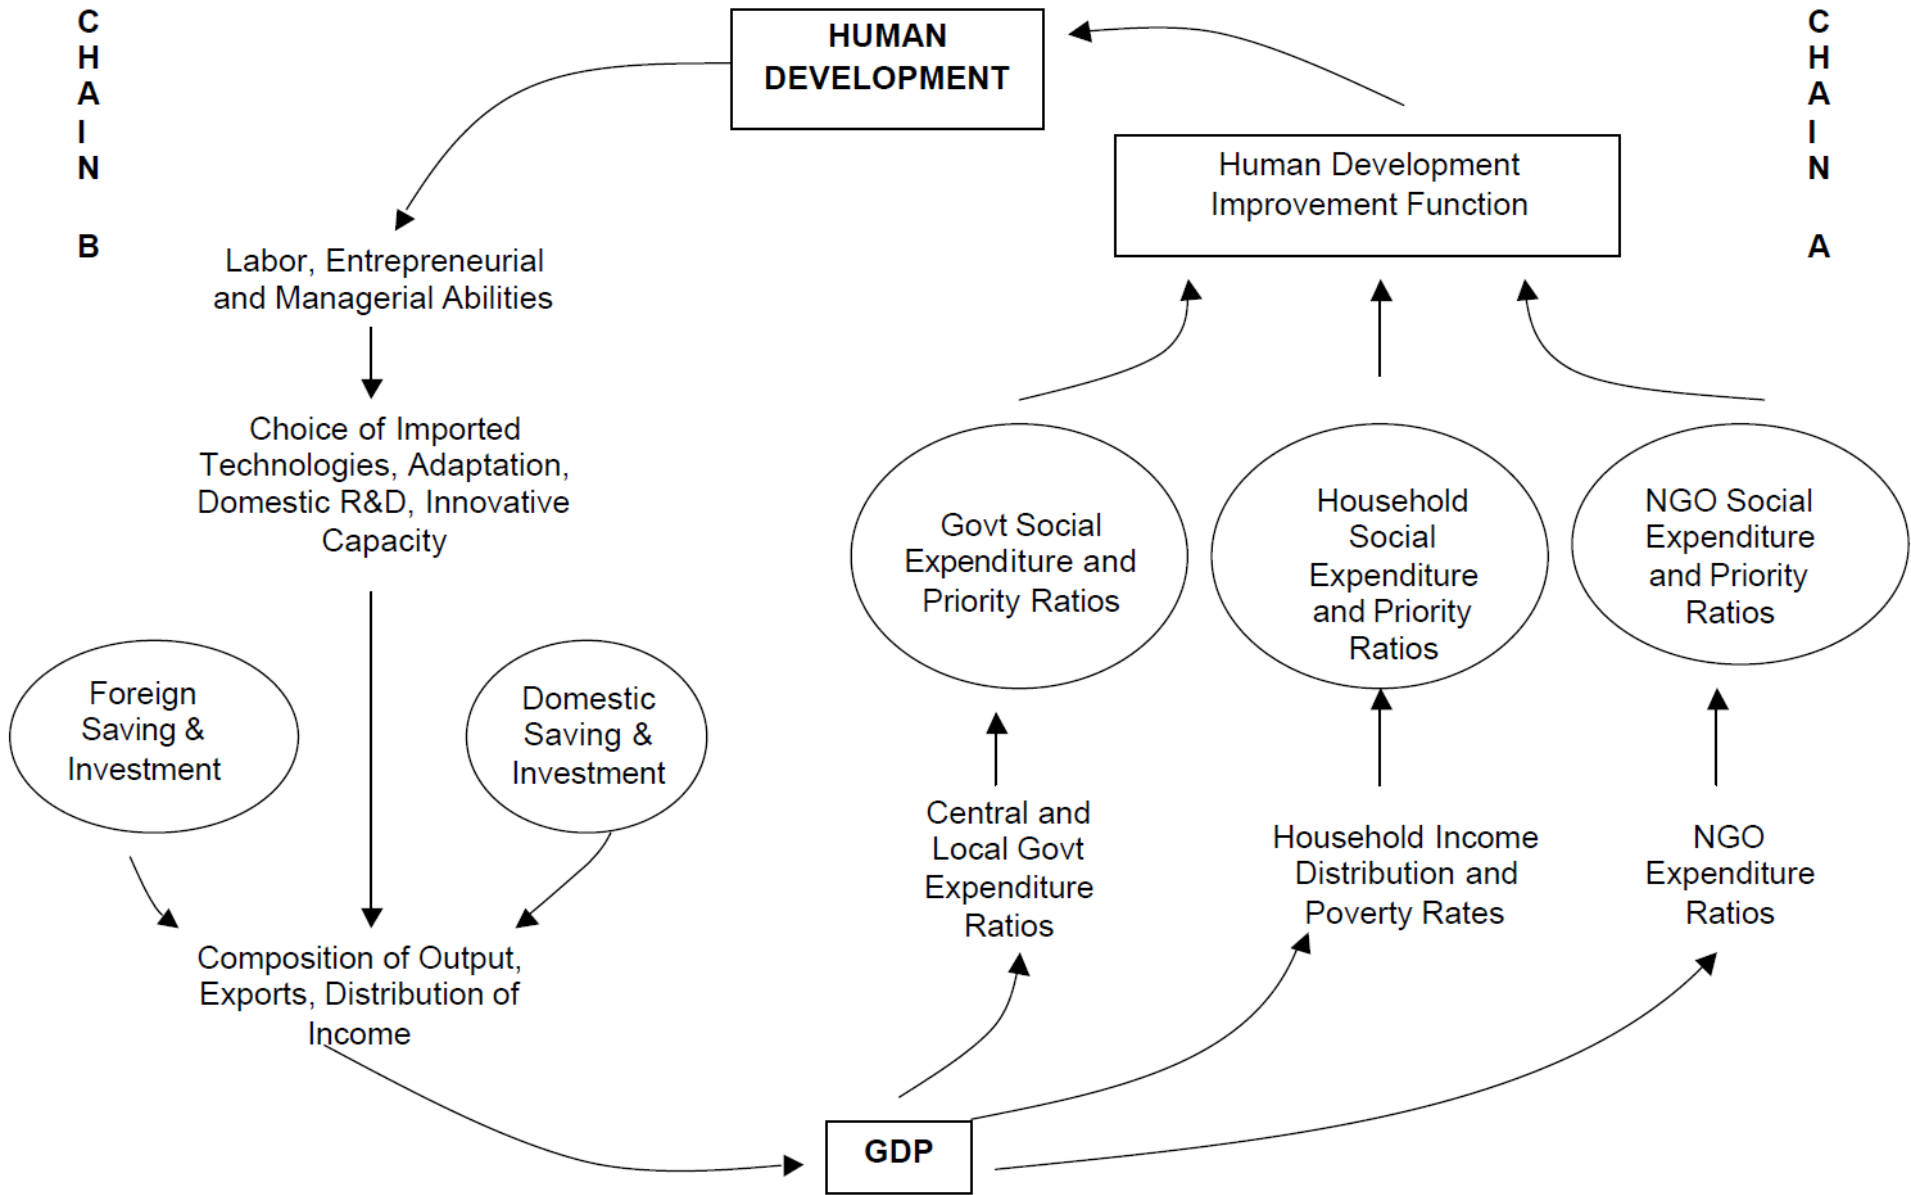 C
H
A
I
N
B
HUMAN
DEVELOPMENT
C
H
A
I
N
A
Human Development
Improvement Function
Labor, Entrepreneurial
and Managerial Abilities
Choice of Imported
Technologies, Adaptation,
Domestic R&D, Innovative
Capacity
Govt Social
Expenditure and
Priority Ratios
Household
Social
Expenditure
and Priority
Ratios
NGO Social
Expenditure
and Priority
Ratios
Foreign
Saving &
Investment
Domestic
Saving &
Investment
Central and
Local Govt
Expenditure
Ratios
Household Income
Distribution and
Poverty Rates
NGO
Expenditure
Ratios
Composition of Output,
Exports, Distribution of
Income
GDP